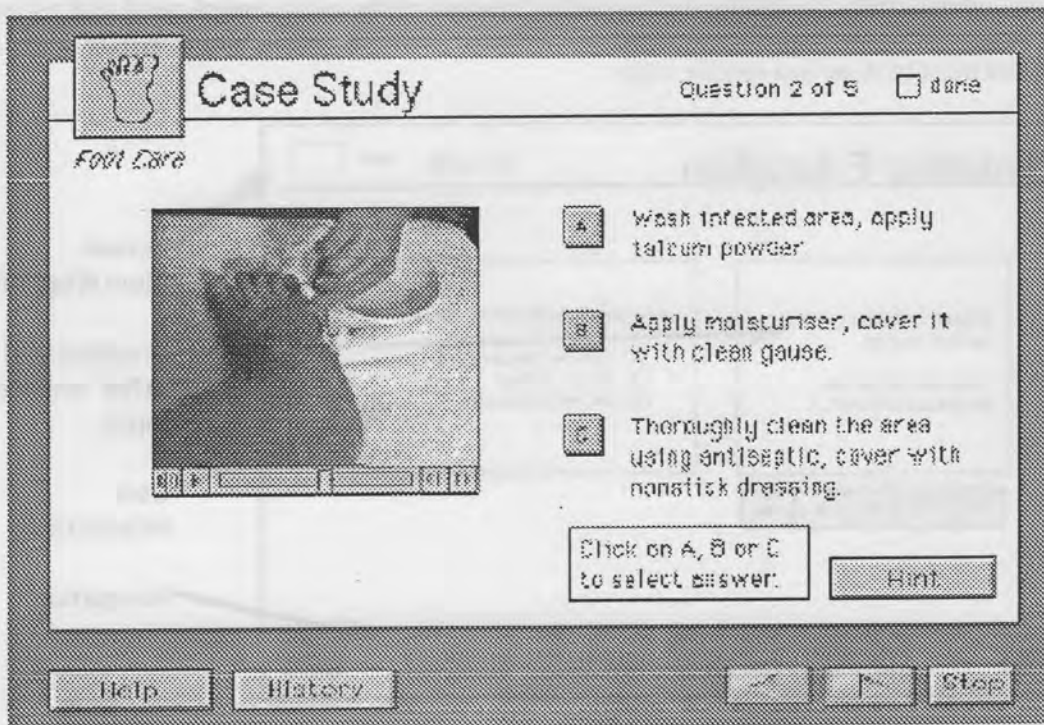 Case Study
Question 2 of 5
done
Foot Care
A
Wash infected area, apply
talcum powder
B
Apply moisturiser, cover it
with clean gause.
C
Thoroughly clean the area
using antiseptic, cover with
nonstick dressing.
Click on A, B or C
to select answer.
Hint
Help
History
Stop